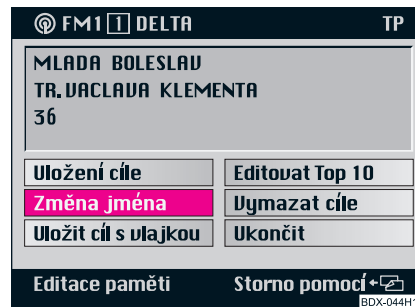 FM1 1 DELTA TP
MLADA BOLESLAV
TR.VACLAVA KLEMENTA
36
Uložení cíle Editovat Top 10
Změna jména Vymazat cíle
Uložit cíl s vlajkou Ukončit
Editace paměti Storno pomocí
BDX-044H